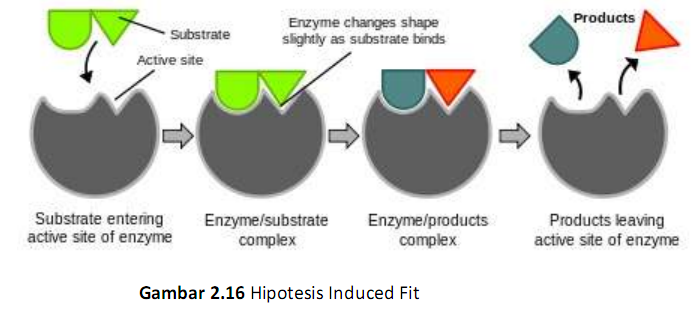 Substrate
Active site
Enzyme changes shape
slightly as substrate binds
Products
Substrate entering
active site of enzyme
Enzyme/substrate
complex
Enzyme/products
complex
Products leaving
active site of enzyme
Gambar 2.16 Hipotesis Induced Fit